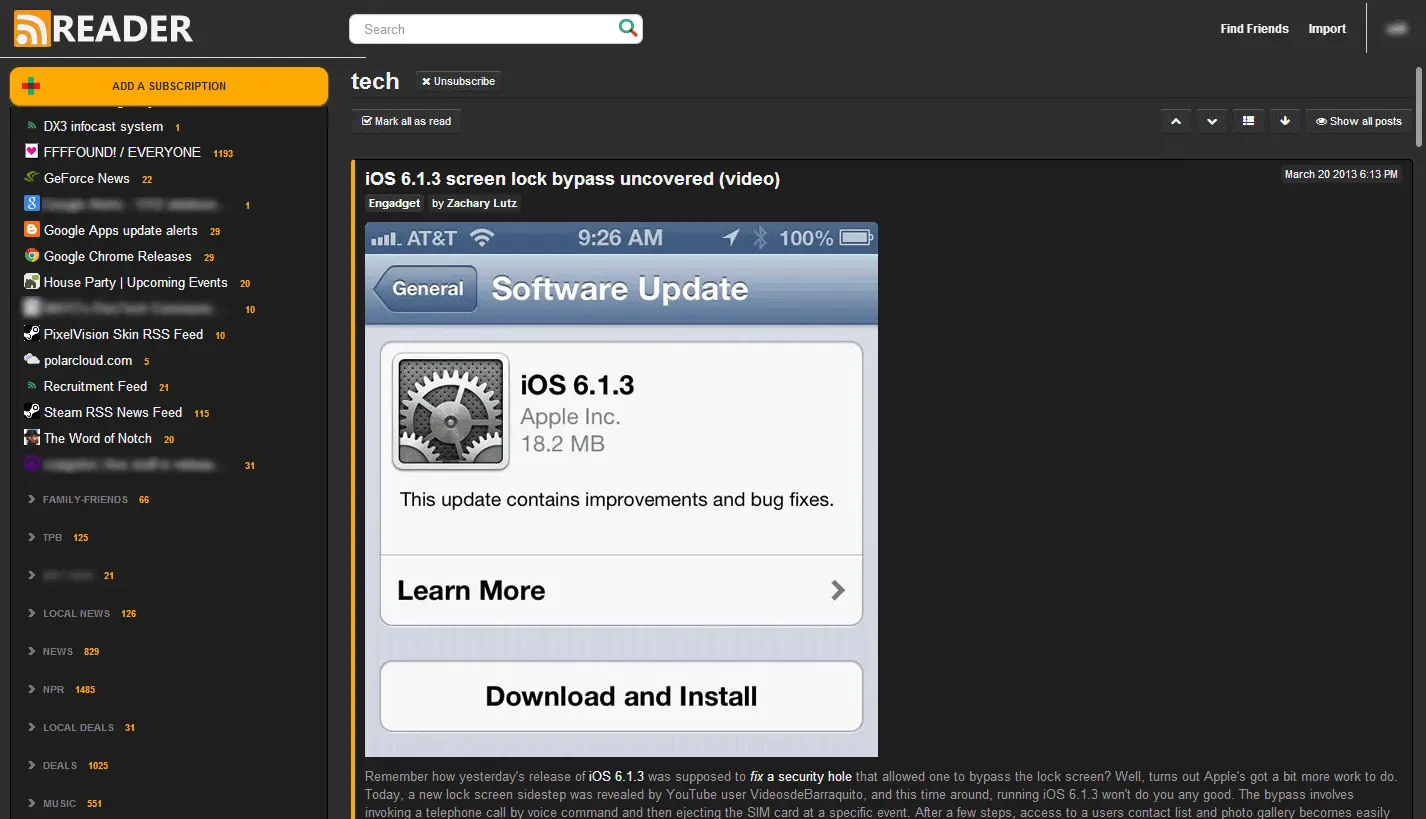 READER
Search
Find Friends
Import
ADD A SUBSCRIPTION
DX3 infocast system 1
FFFFOUND! / EVERYONE 1193
GeForce News 22
1
Google Apps update alerts 29
Google Chrome Releases 29
House Party | Upcoming Events 20
10
PixelVision Skin RSS Feed 10
polarcloud.com 5
Recruitment Feed 21
Steam RSS News Feed 115
The Word of Notch 20
31
FAMILY-FRIENDS 66
TPB 125
21
LOCAL NEWS 126
NEWS 829
NPR 1485
LOCAL DEALS 31
DEALS 1025
MUSIC 551
tech
Unsubscribe
Mark all as read
Show all posts
iOS 6.1.3 screen lock bypass uncovered (video)
March 20 2013 6:13 PM
Engadget by Zachary Lutz
AT&T 9:26 AM 100%
General Software Update
iOS 6.1.3
Apple Inc.
18.2 MB
This update contains improvements and bug fixes.
Learn More
Download and Install
Remember how yesterday's release of iOS 6.1.3 was supposed to fix a security hole that allowed one to bypass the lock screen? Well, turns out Apple's got a bit more work to do.
Today, a new lock screen sidestep was revealed by YouTube user VideosdeBarraquito, and this time around, running iOS 6.1.3 won't do you any good. The bypass involves
invoking a telephone call by voice command and then ejecting the SIM card at a specific event. After a few steps, access to a users contact list and photo gallery becomes easily